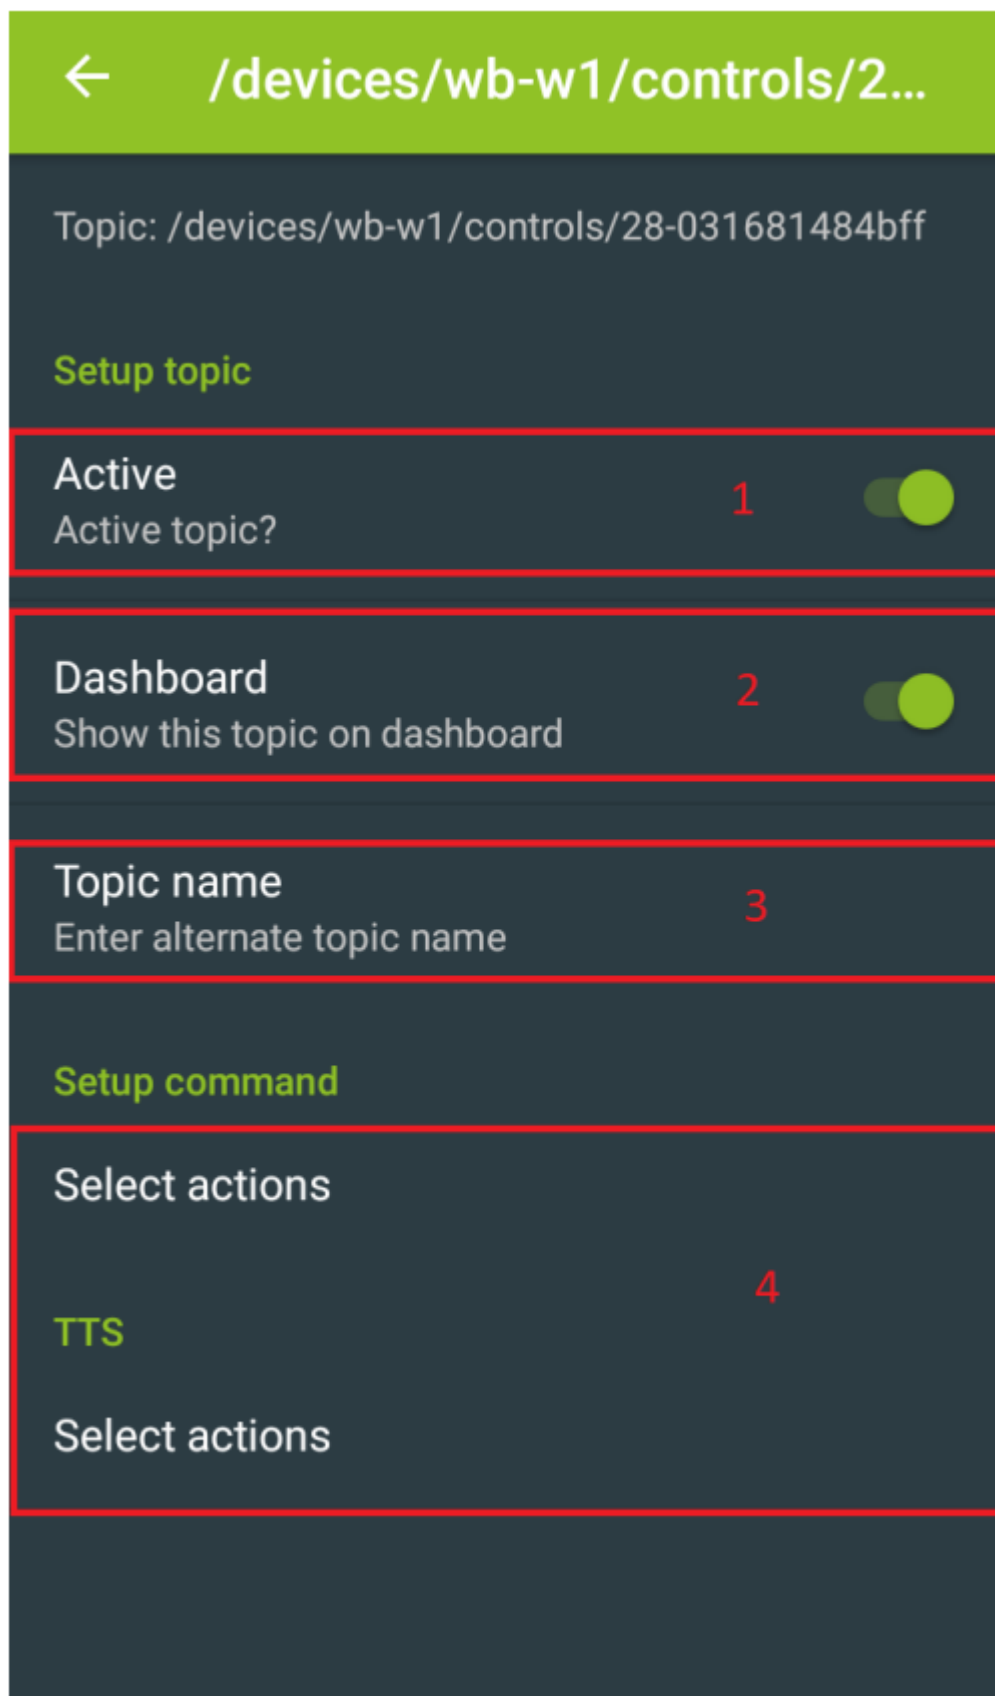 /devices/wb-w1/controls/2...
Topic: /devices/wb-w1/controls/28-031681484bff
Setup topic
Active
Active topic?
1
Dashboard
Show this topic on dashboard
2
Topic name
Enter alternate topic name
3
Setup command
Select actions
4
TTS
Select actions